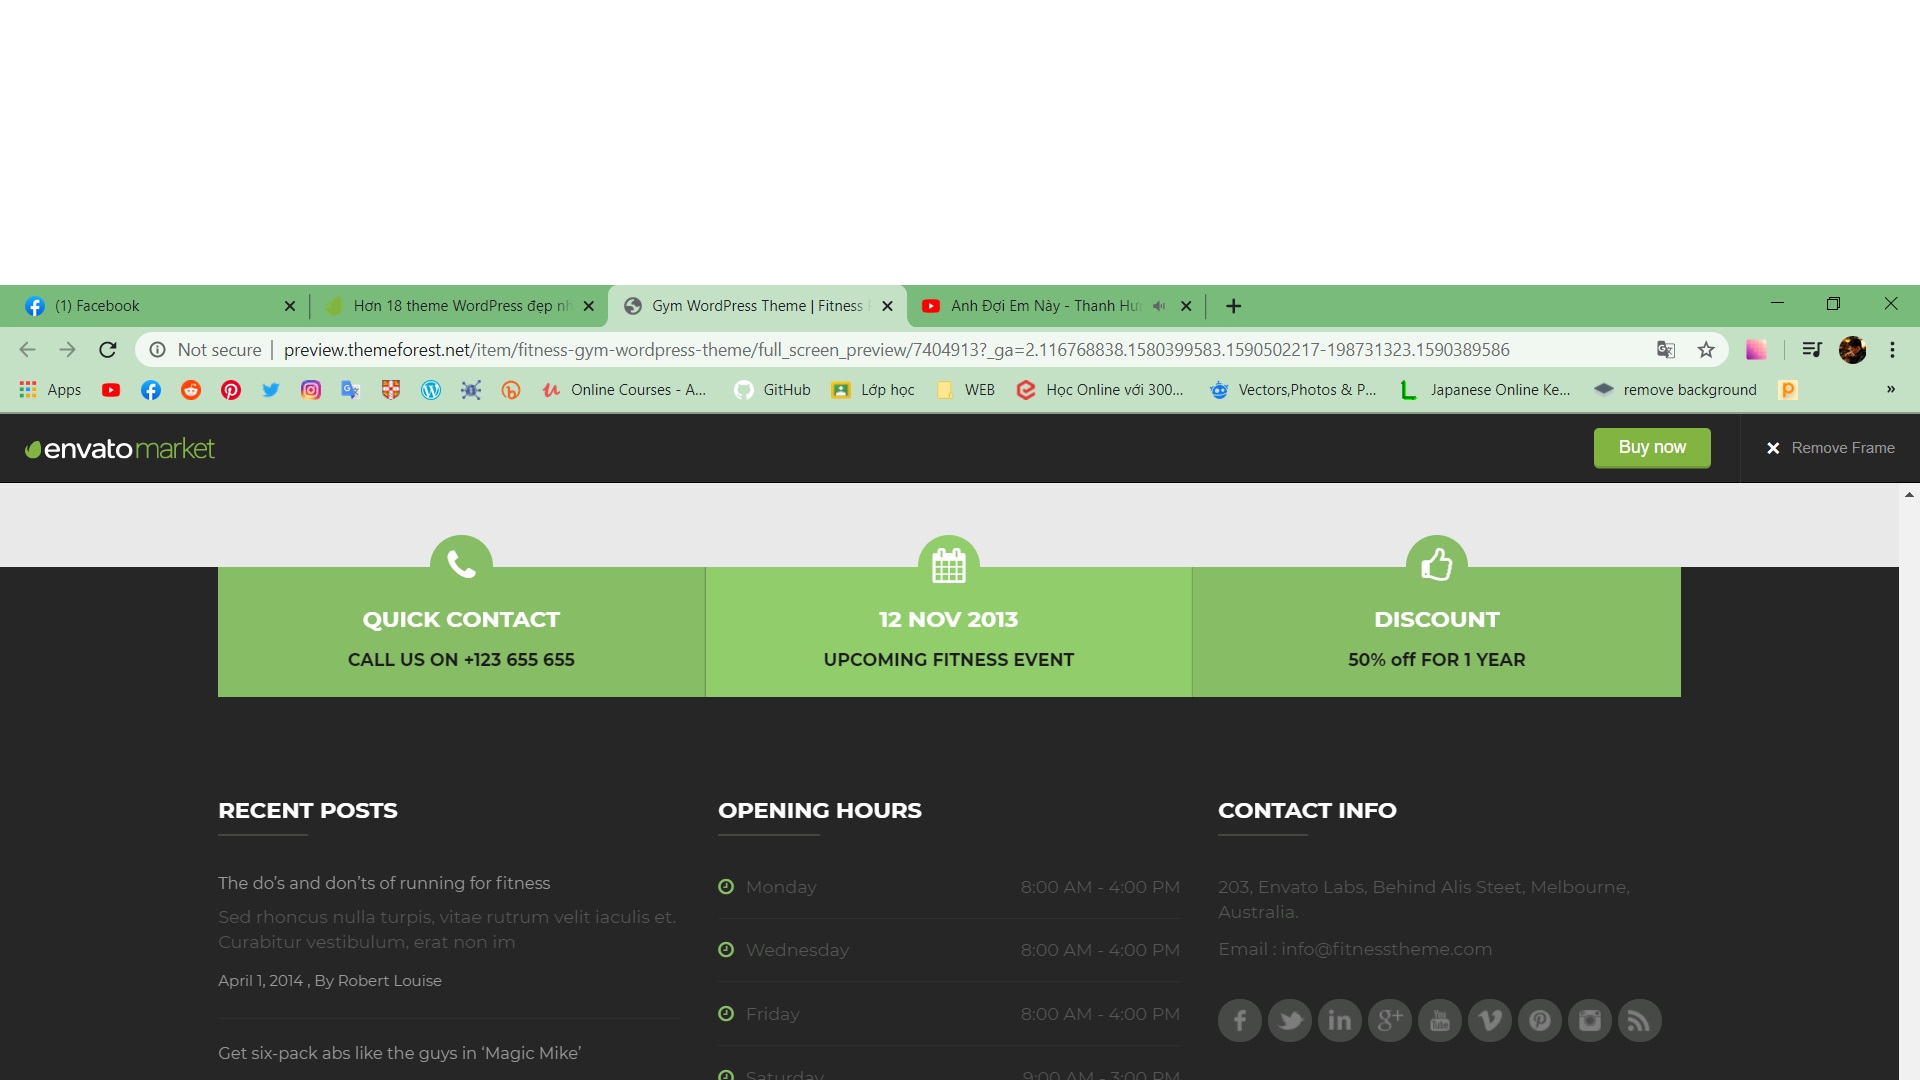 (1) Facebook
Hơn 18 theme WordPress đẹp nh
Gym WordPress Theme | Fitness
Anh Đợi Em Này - Thanh Hư
Not secure | preview.themeforest.net/item/fitness-gym-wordpress-theme/full_screen_preview/7404913?_ga=2.116768838.1580399583.1590502217-198731323.1590389586
Apps
Online Courses - A...
GitHub
Lớp học
WEB
Học Online với 300...
Vectors,Photos & P...
Japanese Online Ke...
remove background
»
envato market
Buy now
Remove Frame
QUICK CONTACT
CALL US ON +123 655 655
12 NOV 2013
UPCOMING FITNESS EVENT
DISCOUNT
50% off FOR 1 YEAR
RECENT POSTS
The do's and don'ts of running for fitness
Sed rhoncus nulla turpis, vitae rutrum velit iaculis et.
Curabitur vestibulum, erat non im
April 1, 2014 , By Robert Louise
Get six-pack abs like the guys in ‘Magic Mike’
OPENING HOURS
Monday 8:00 AM - 4:00 PM
Wednesday 8:00 AM - 4:00 PM
Friday 8:00 AM - 4:00 PM
Saturday 9:00 AM - 3:00 PM
CONTACT INFO
203, Envato Labs, Behind Alis Steet, Melbourne,
Australia.
Email : info@fitnesstheme.com